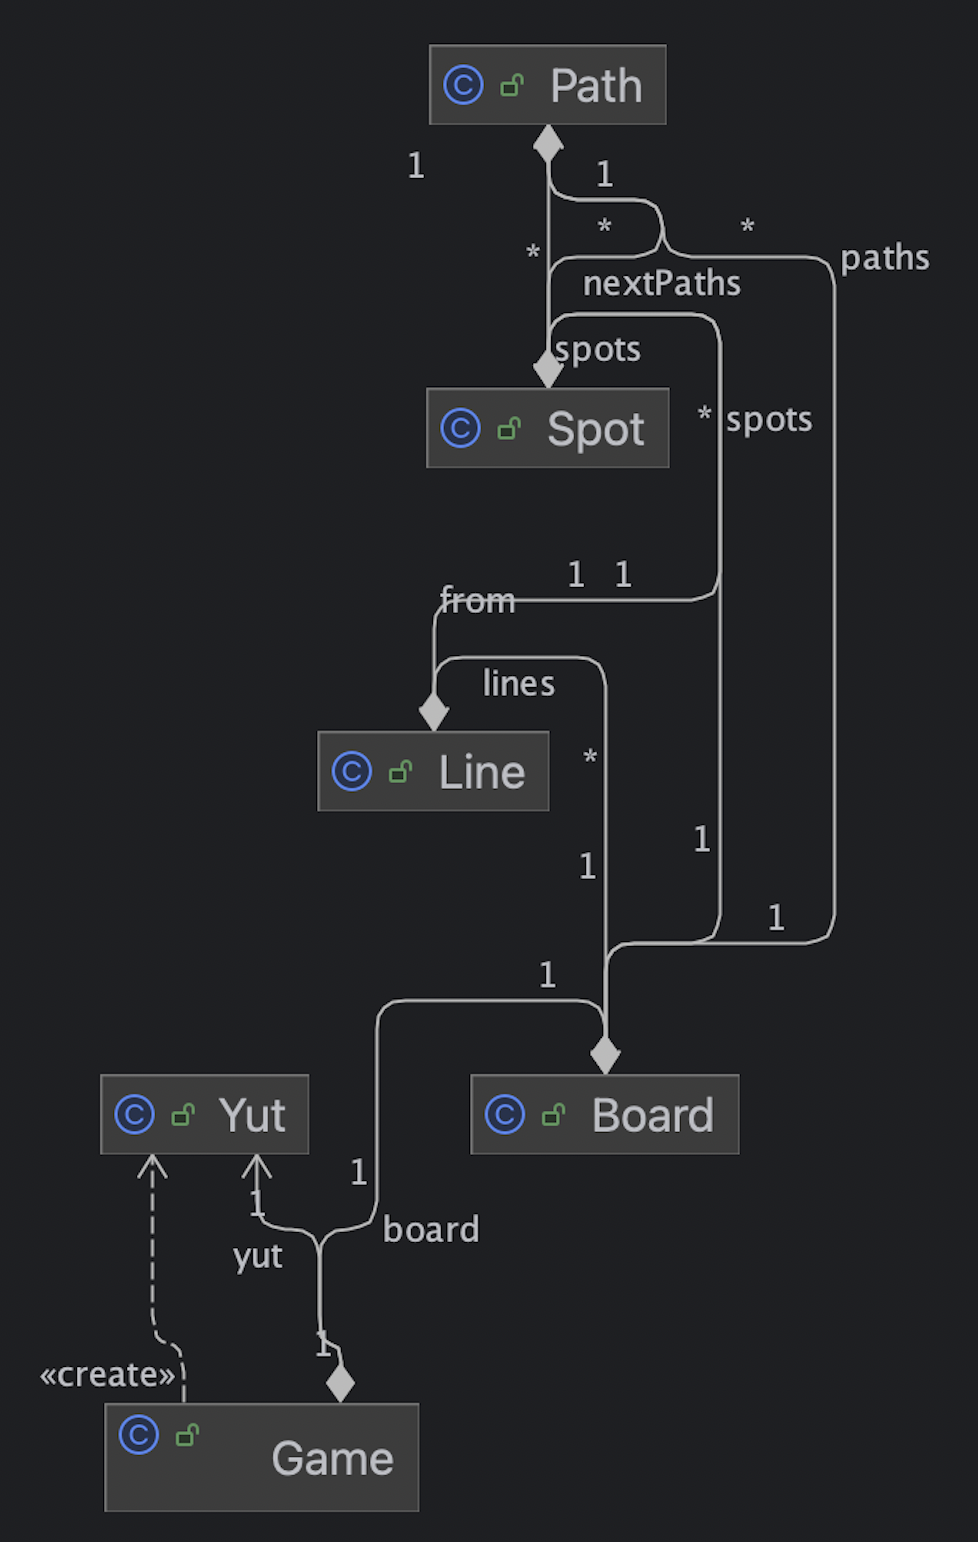 C Path
1
1
*
*
*
paths
nextPaths
spots
C Spot
* spots
1 1
from
lines
*
C Line
1
1
1
1
C Yut
C Board
1
1
board
yut
1
«create»
C Game